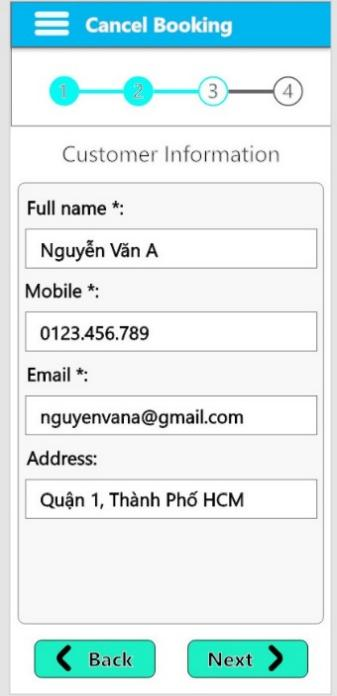 Cancel Booking
1 2 3 4
Customer Information
Full name *:
Nguyễn Văn A
Mobile *:
0123.456.789
Email *:
nguyenvana@gmail.com
Address:
Quận 1, Thành Phố HCM
Back Next